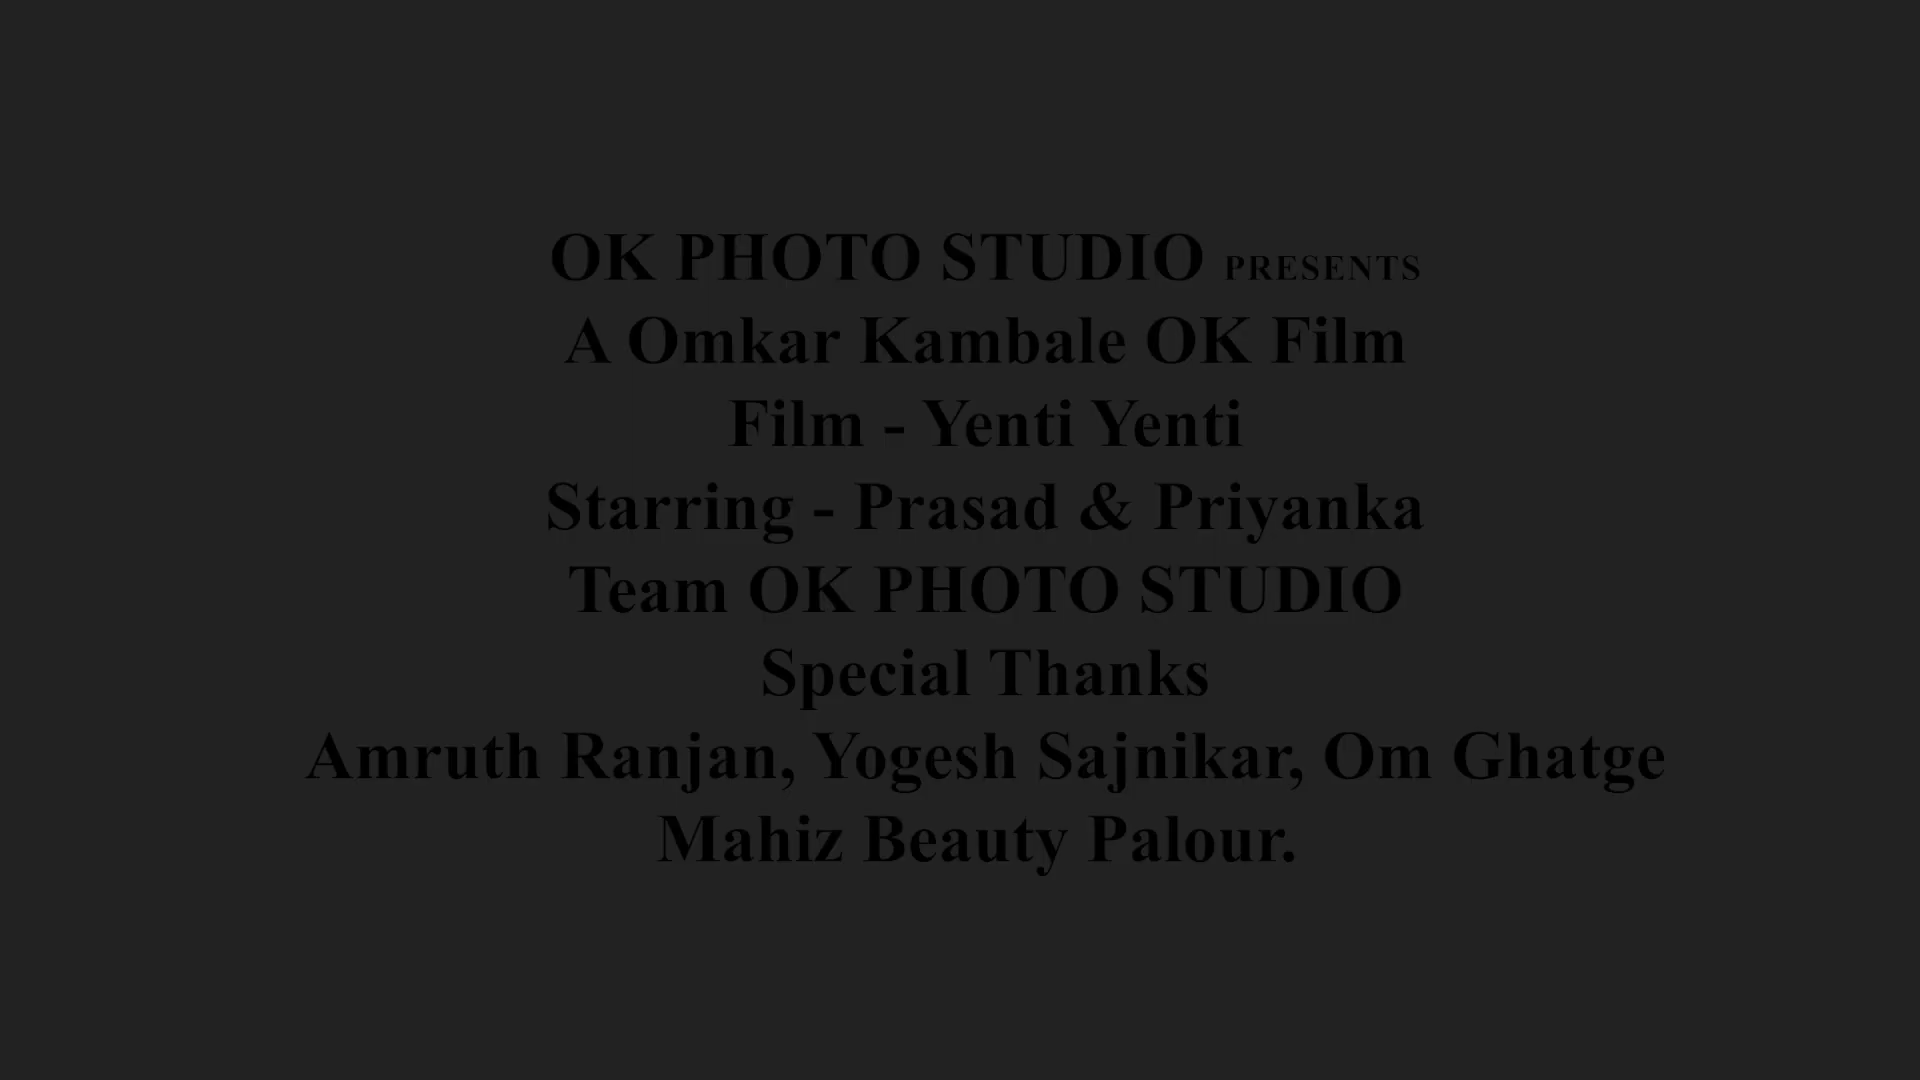 OK PHOTO STUDIO PRESENTS
A Omkar Kambale OK Film
Film - Yenti Yenti
Starring - Prasad & Priyanka
Team OK PHOTO STUDIO
Special Thanks
Amruth Ranjan, Yogesh Sajnikar, Om Ghatge
Mahiz Beauty Palour.